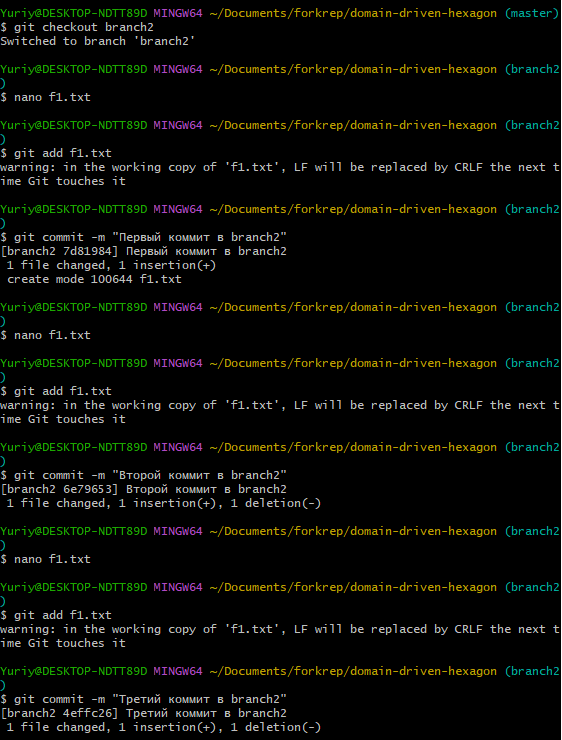 Yuriy@DESKTOP-NDTT89D MINGW64 ~/Documents/forkrep/domain-driven-hexagon (master)
$ git checkout branch2
Switched to branch 'branch2'
Yuriy@DESKTOP-NDTT89D MINGW64 ~/Documents/forkrep/domain-driven-hexagon (branch2
)
$ nano f1.txt
Yuriy@DESKTOP-NDTT89D MINGW64 ~/Documents/forkrep/domain-driven-hexagon (branch2
)
$ git add f1.txt
warning: in the working copy of 'f1.txt', LF will be replaced by CRLF the next t
ime Git touches it
Yuriy@DESKTOP-NDTT89D MINGW64 ~/Documents/forkrep/domain-driven-hexagon (branch2
)
$ git commit -m "Первый коммит в branch2"
[branch2 7d81984] Первый коммит в branch2
 1 file changed, 1 insertion(+)
 create mode 100644 f1.txt
Yuriy@DESKTOP-NDTT89D MINGW64 ~/Documents/forkrep/domain-driven-hexagon (branch2
)
$ nano f1.txt
Yuriy@DESKTOP-NDTT89D MINGW64 ~/Documents/forkrep/domain-driven-hexagon (branch2
)
$ git add f1.txt
warning: in the working copy of 'f1.txt', LF will be replaced by CRLF the next t
ime Git touches it
Yuriy@DESKTOP-NDTT89D MINGW64 ~/Documents/forkrep/domain-driven-hexagon (branch2
)
$ git commit -m "Второй коммит в branch2"
[branch2 6e79653] Второй коммит в branch2
 1 file changed, 1 insertion(+), 1 deletion(-)
Yuriy@DESKTOP-NDTT89D MINGW64 ~/Documents/forkrep/domain-driven-hexagon (branch2
)
$ nano f1.txt
Yuriy@DESKTOP-NDTT89D MINGW64 ~/Documents/forkrep/domain-driven-hexagon (branch2
)
$ git add f1.txt
warning: in the working copy of 'f1.txt', LF will be replaced by CRLF the next t
ime Git touches it
Yuriy@DESKTOP-NDTT89D MINGW64 ~/Documents/forkrep/domain-driven-hexagon (branch2
)
$ git commit -m "Третий коммит в branch2"
[branch2 4effc26] Третий коммит в branch2
 1 file changed, 1 insertion(+), 1 deletion(-)